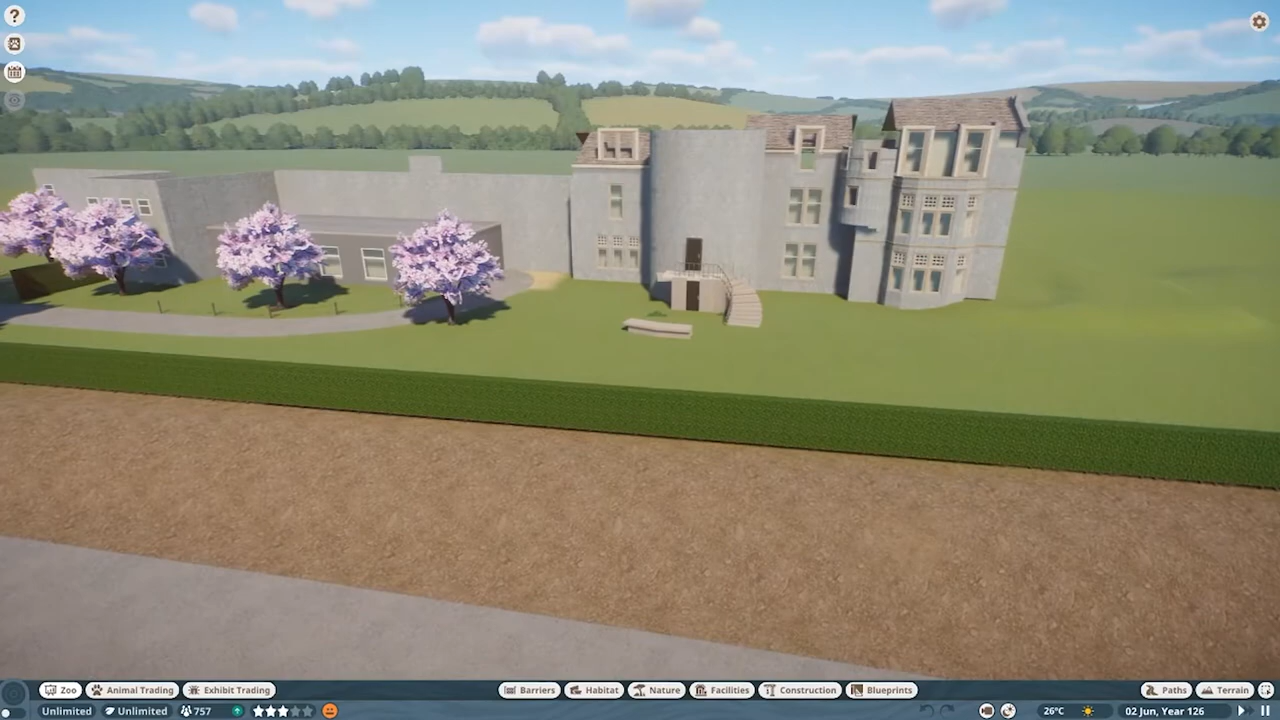 ?
Zoo Animal Trading Exhibit Trading Barriers Habitat Nature Facilities Construction Blueprints Paths Terrain
Unlimited Unlimited 757 26°C 02 Jun, Year 126